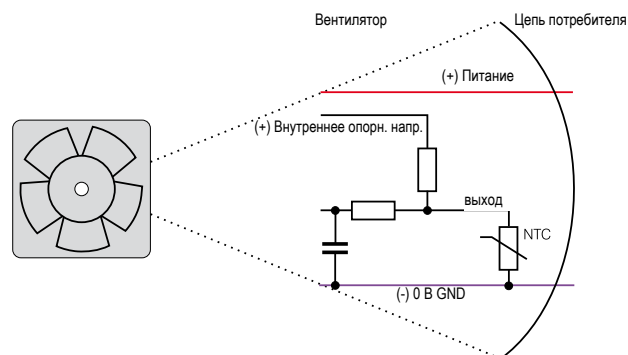 Вентилятор
Цепь потребителя
(+) Питание
(+) Внутреннее опорн. напр.
выход
NTC
(-) 0 В GND